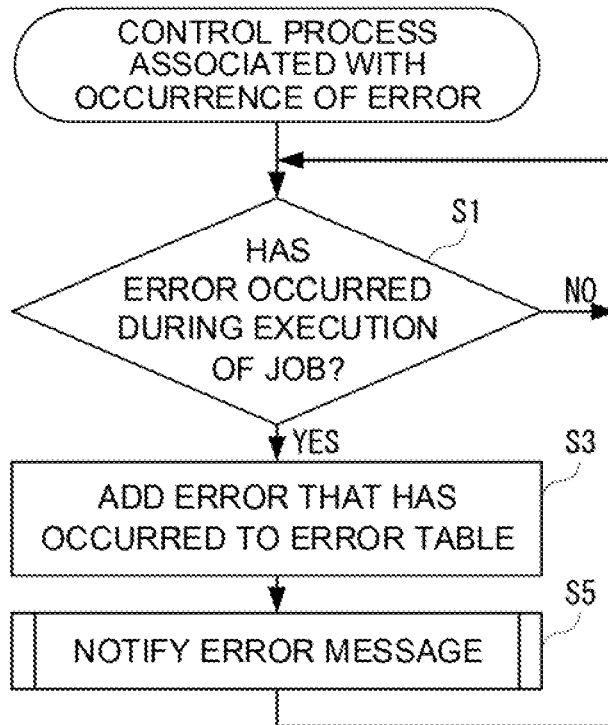 CONTROL PROCESS
ASSOCIATED WITH
OCCURRENCE OF ERROR
S1
HAS
ERROR OCCURRED
DURING EXECUTION
OF JOB?
NO
YES
S3
ADD ERROR THAT HAS
OCCURRED TO ERROR TABLE
S5
NOTIFY ERROR MESSAGE